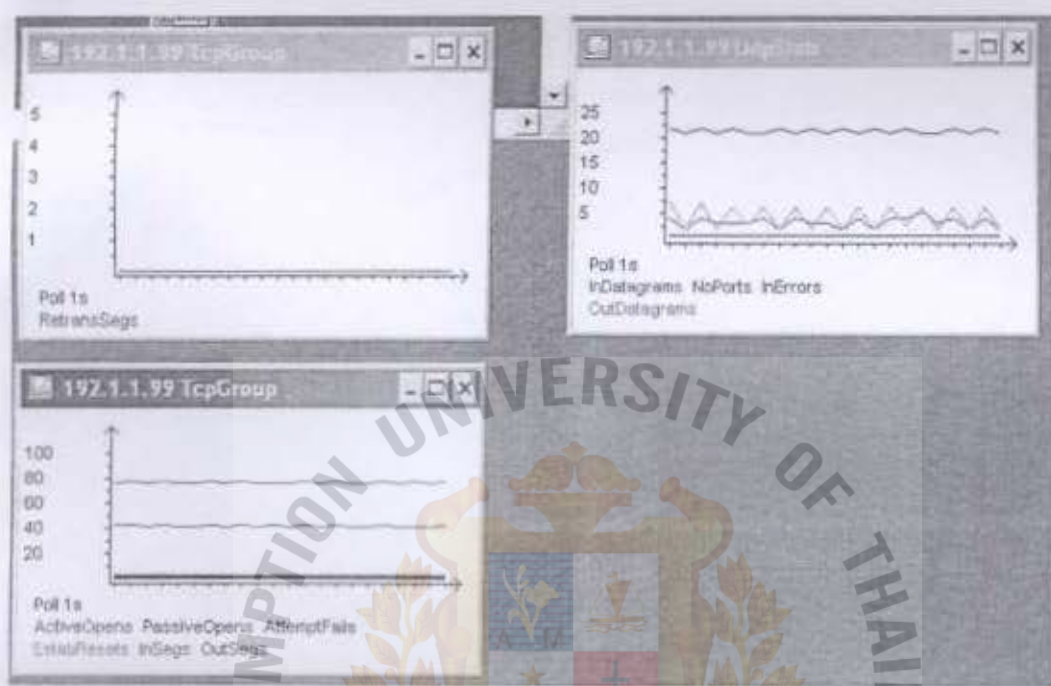 192.1.1.99 TcpGroup
5
4
3
2
1
Poll 1s
RetransSegs
192.1.1.99 UdpStats
25
20
15
10
5
Poll 1s
InDatagrams NoPorts InErrors
OutDatagrams
192.1.1.99 TcpGroup
100
80
60
40
20
Poll 1s
ActiveOpens PassiveOpens AttemptFails
EstabResets InSegs OutSegs
UNIVERSITY OF THAI
MPTION
A M